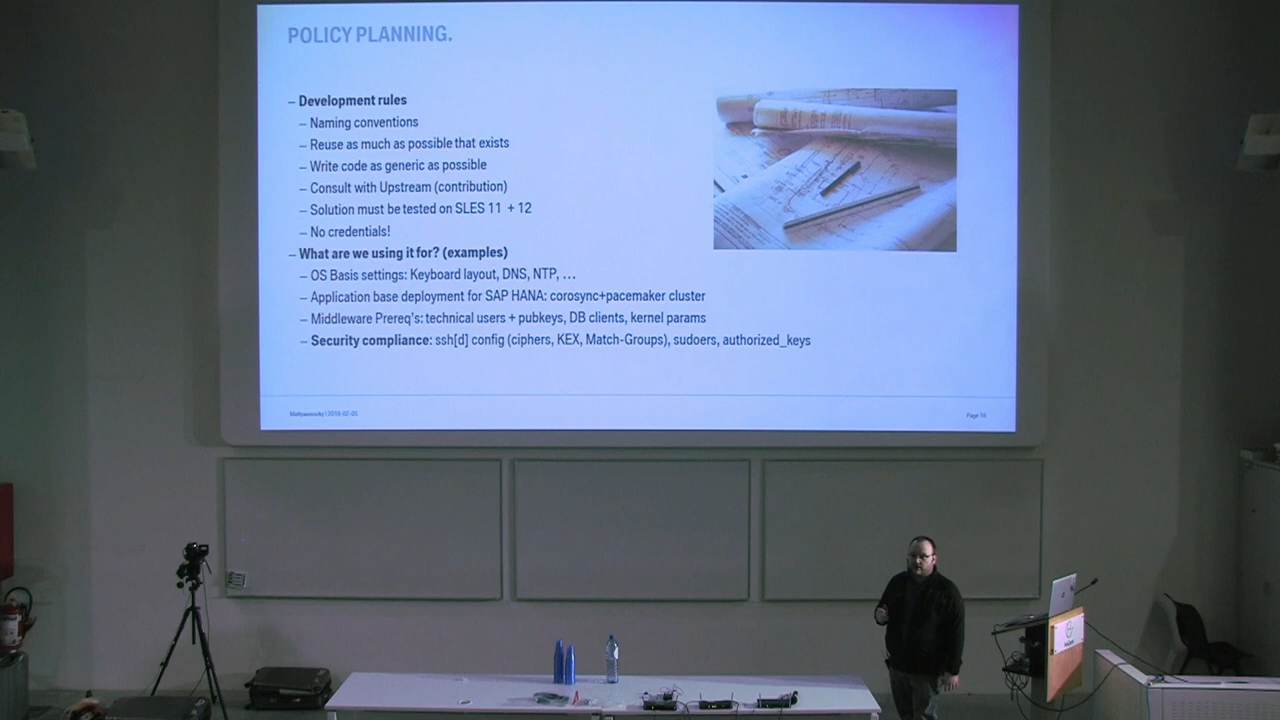 POLICY PLANNING.
– Development rules
– Naming conventions
– Reuse as much as possible that exists
– Write code as generic as possible
– Consult with Upstream (contribution)
– Solution must be tested on SLES 11 + 12
– No credentials!
– What are we using it for? (examples)
– OS Basis settings: Keyboard layout, DNS, NTP, …
– Application base deployment for SAP HANA: corosync+pacemaker cluster
– Middleware Prereq's: technical users + pubkeys, DB clients, kernel params
– Security compliance: ssh[d] config (ciphers, KEX, Match-Groups), sudoers, authorized_keys
Page